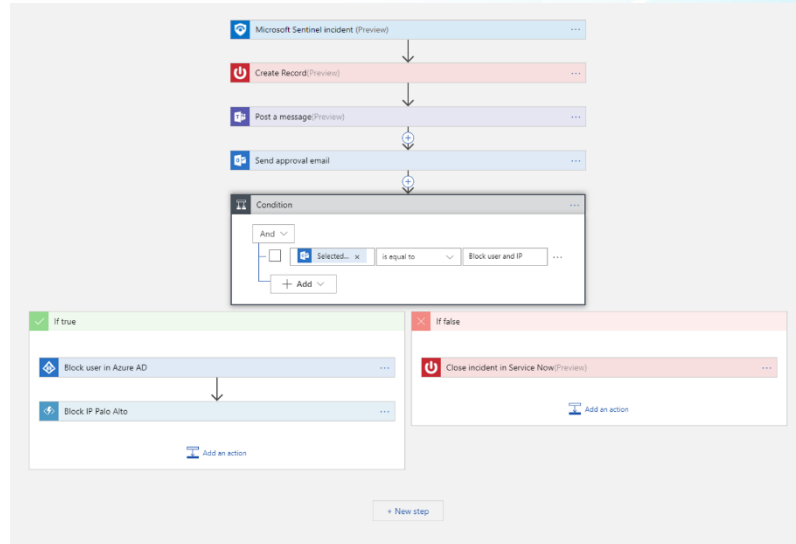 Microsoft Sentinel incident (Preview) ...
Create Record(Preview) ...
Post a message(Preview) ...
Send approval email ...
Condition ...
And
Selected... x is equal to Block user and IP ...
+ Add
If true
If false
Block user in Azure AD ...
Close incident in Service Now(Preview) ...
Block IP Palo Alto ...
Add an action
Add an action
+ New step